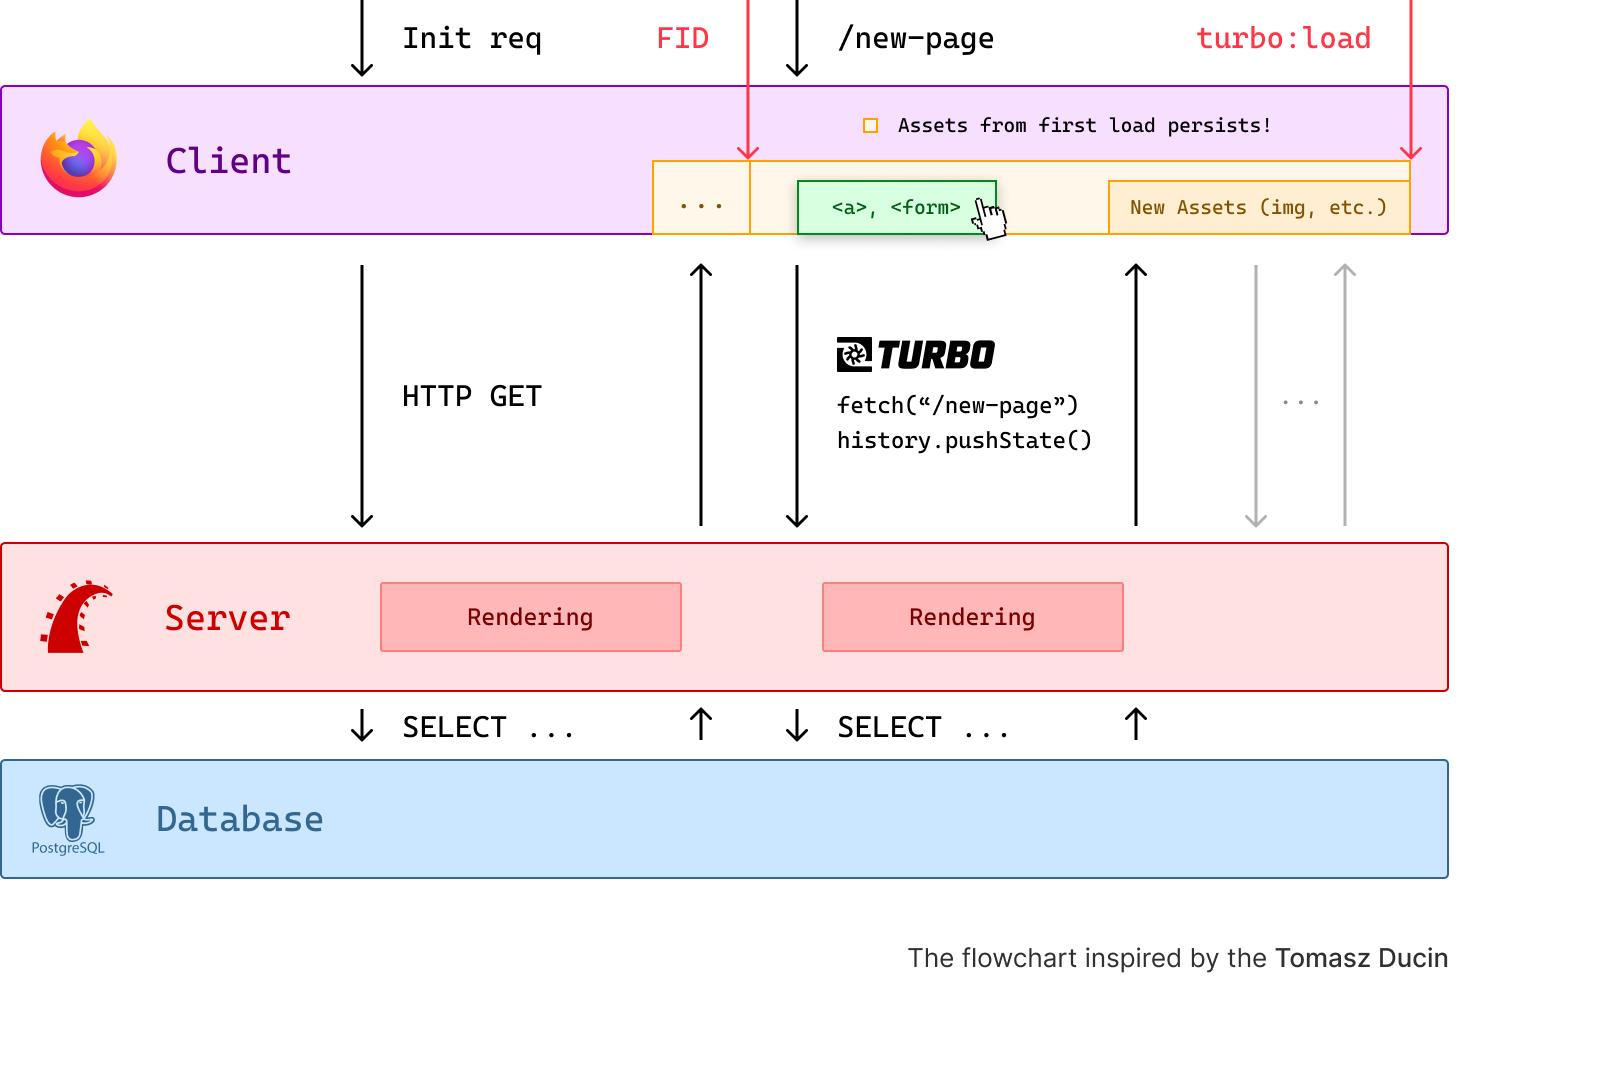 Init req
FID
/new-page
turbo:load
Assets from first load persists!
Client
...
<a>, <form>
New Assets (img, etc.)
HTTP GET
TURBO
fetch(“/new-page”)
history.pushState()
...
Server
Rendering
Rendering
SELECT ...
SELECT ...
PostgreSQL
Database
The flowchart inspired by the Tomasz Ducin